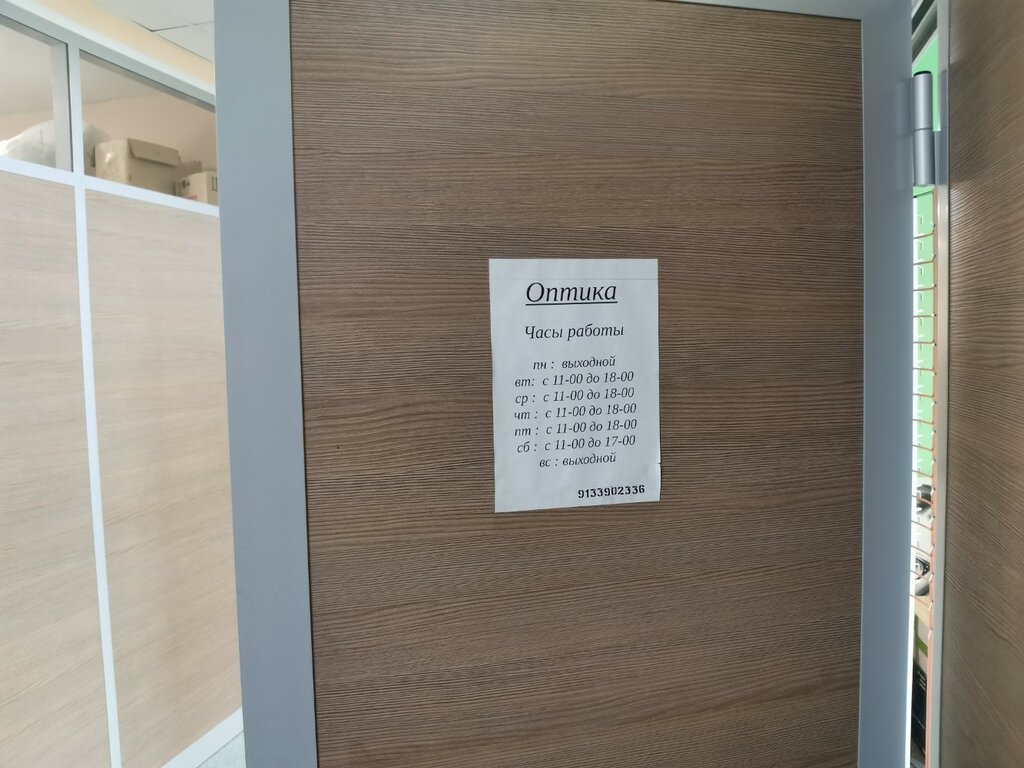 Оптика
Часы работы
пн : выходной
вт: с 11-00 до 18-00
ср : с 11-00 до 18-00
чт : с 11-00 до 18-00
пт : с 11-00 до 18-00
сб : с 11-00 до 17-00
вс : выходной
9133902336